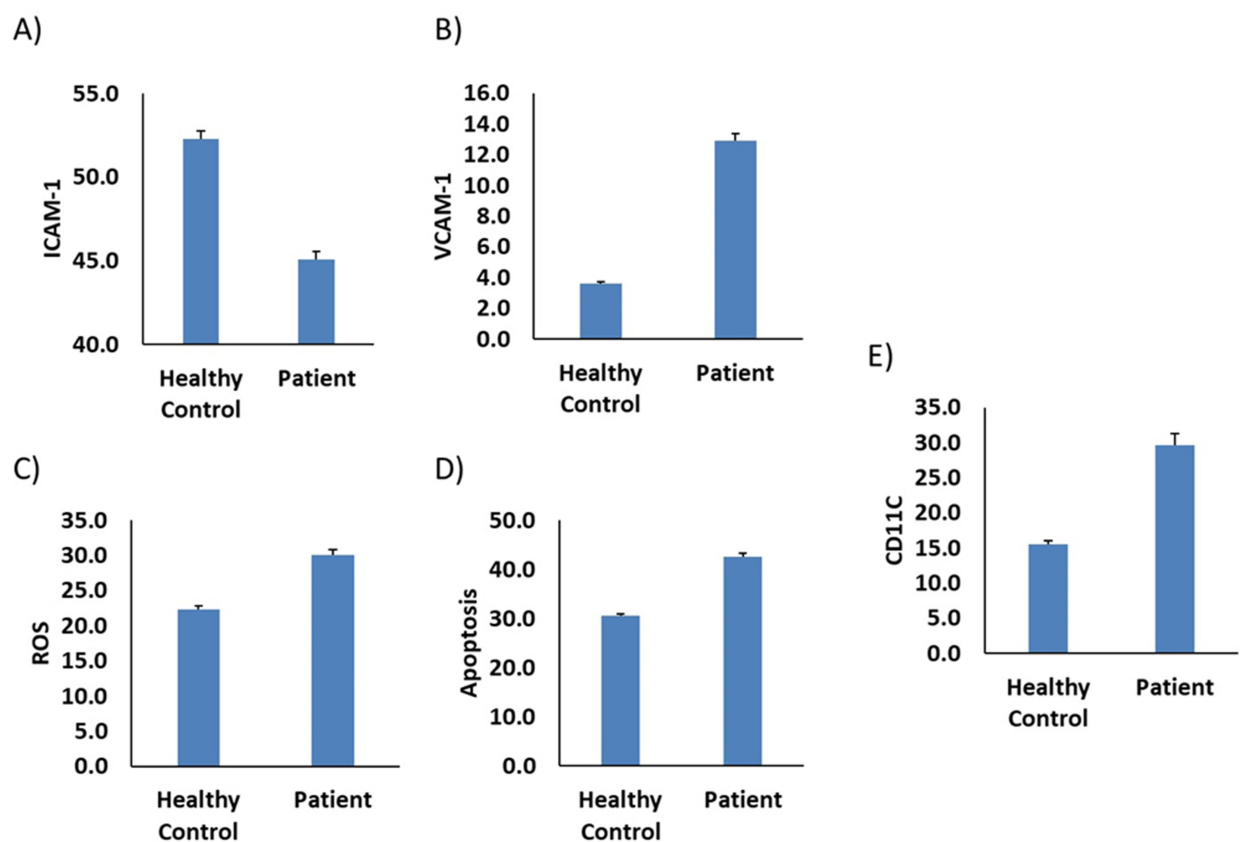 A)
ICAM-1
55.0
50.0
45.0
40.0
Healthy
Control
Patient
B)
VCAM-1
16.0
14.0
12.0
10.0
8.0
6.0
4.0
2.0
0.0
Healthy
Control
Patient
C)
ROS
35.0
30.0
25.0
20.0
15.0
10.0
5.0
0.0
Healthy
Control
Patient
D)
Apoptosis
50.0
40.0
30.0
20.0
10.0
0.0
Healthy
Control
Patient
E)
CD11C
35.0
30.0
25.0
20.0
15.0
10.0
5.0
0.0
Healthy
Control
Patient